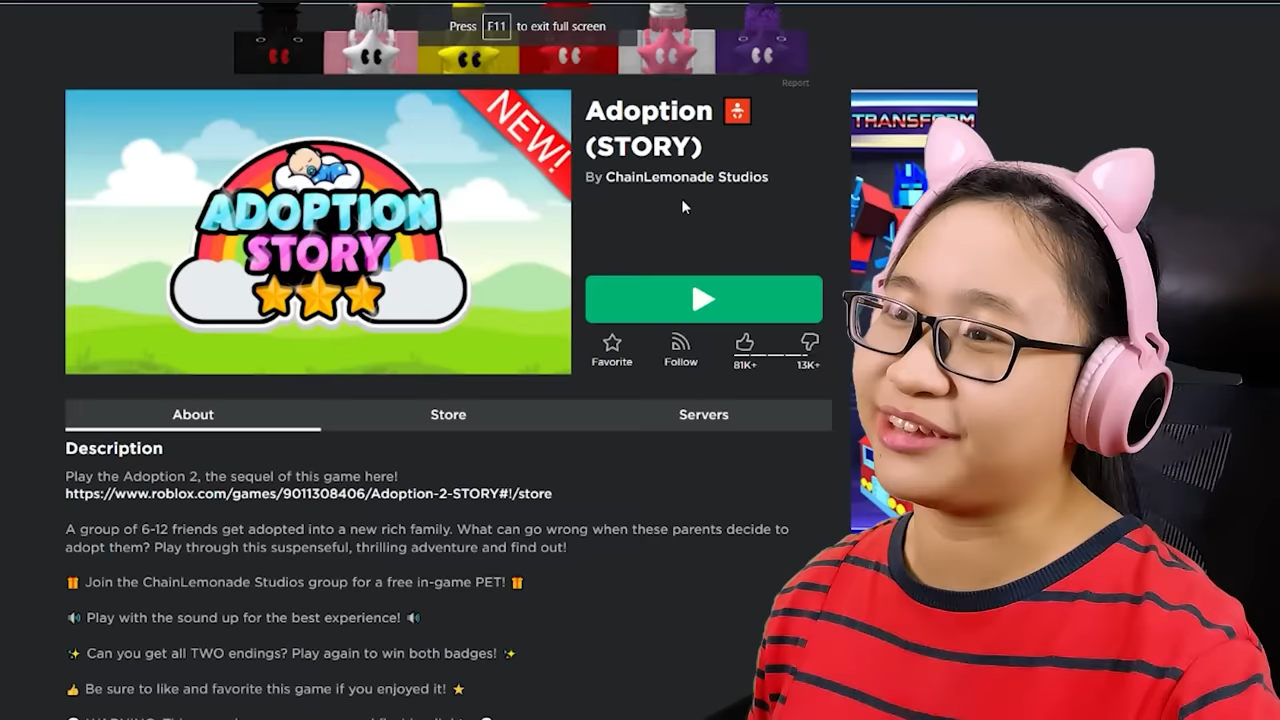 Press F11 to exit full screen
Report
NEW!
ADOPTION
STORY
Adoption
(STORY)
By ChainLemonade Studios
TRANSFORM
Favorite
Follow
81K+
13K+
About
Store
Servers
Description
Play the Adoption 2, the sequel of this game here!
https://www.roblox.com/games/9011308406/Adoption-2-STORY#!/store
A group of 6-12 friends get adopted into a new rich family. What can go wrong when these parents decide to
adopt them? Play through this suspenseful, thrilling adventure and find out!
🎁 Join the ChainLemonade Studios group for a free in-game PET! 🎁
🔊 Play with the sound up for the best experience! 🔊
✨ Can you get all TWO endings? Play again to win both badges! ✨
👍 Be sure to like and favorite this game if you enjoyed it! ⭐